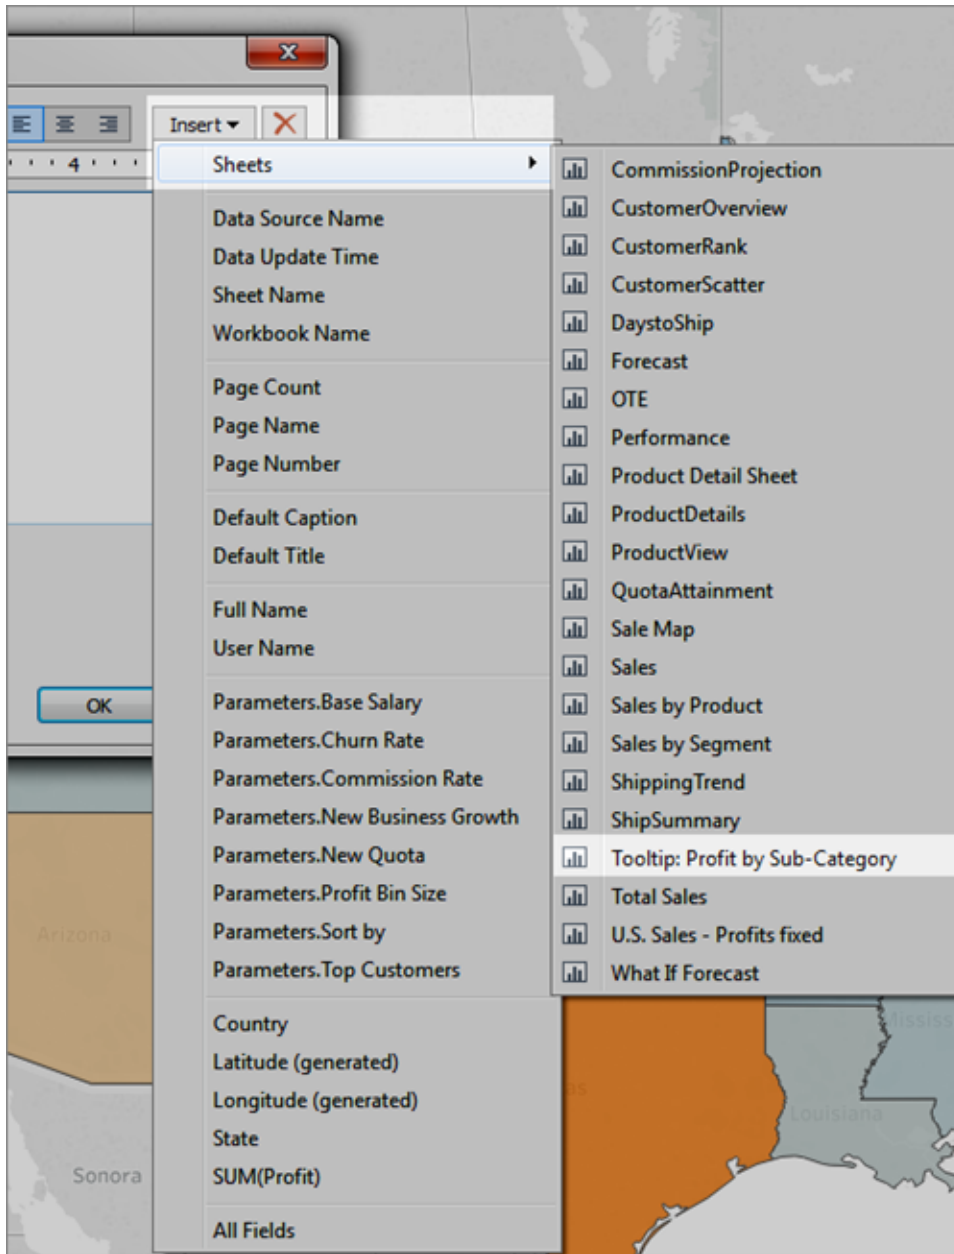 Insert
4
Sheets
Data Source Name
Data Update Time
Sheet Name
Workbook Name
Page Count
Page Name
Page Number
Default Caption
Default Title
Full Name
User Name
OK
Parameters.Base Salary
Parameters.Churn Rate
Parameters.Commission Rate
Parameters.New Business Growth
Parameters.New Quota
Parameters.Profit Bin Size
Parameters.Sort by
Parameters.Top Customers
Country
Latitude (generated)
Longitude (generated)
State
SUM(Profit)
All Fields
CommissionProjection
CustomerOverview
CustomerRank
CustomerScatter
DaystoShip
Forecast
OTE
Performance
Product Detail Sheet
ProductDetails
ProductView
QuotaAttainment
Sale Map
Sales
Sales by Product
Sales by Segment
ShippingTrend
ShipSummary
Tooltip: Profit by Sub-Category
Total Sales
U.S. Sales - Profits fixed
What If Forecast
Arizona
Sonora
as
Louisiana
Mississ